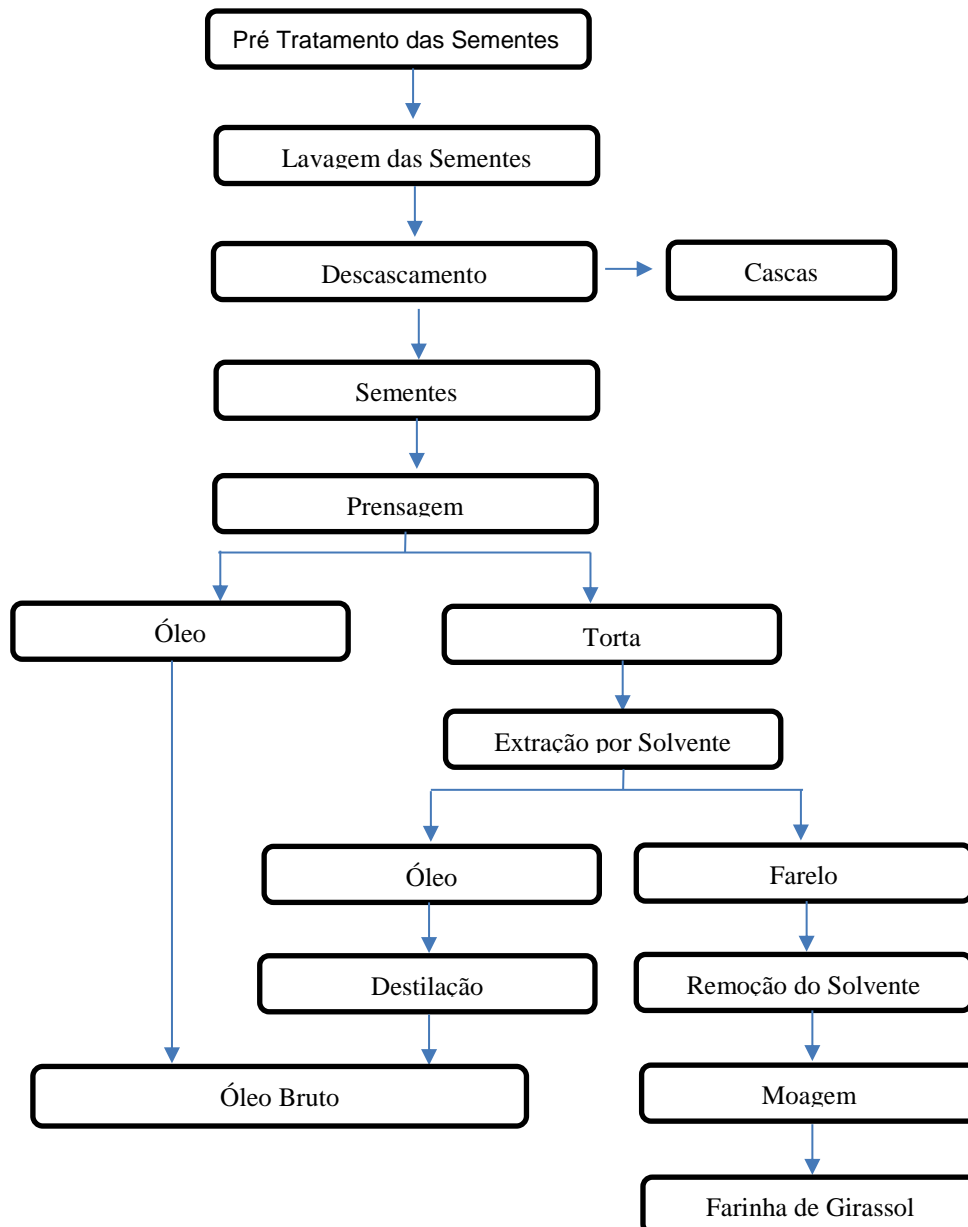 Pré Tratamento das Sementes
Lavagem das Sementes
Descascamento
Cascas
Sementes
Prensagem
Óleo
Torta
Extração por Solvente
Óleo
Farelo
Destilação
Remoção do Solvente
Óleo Bruto
Moagem
Farinha de Girassol